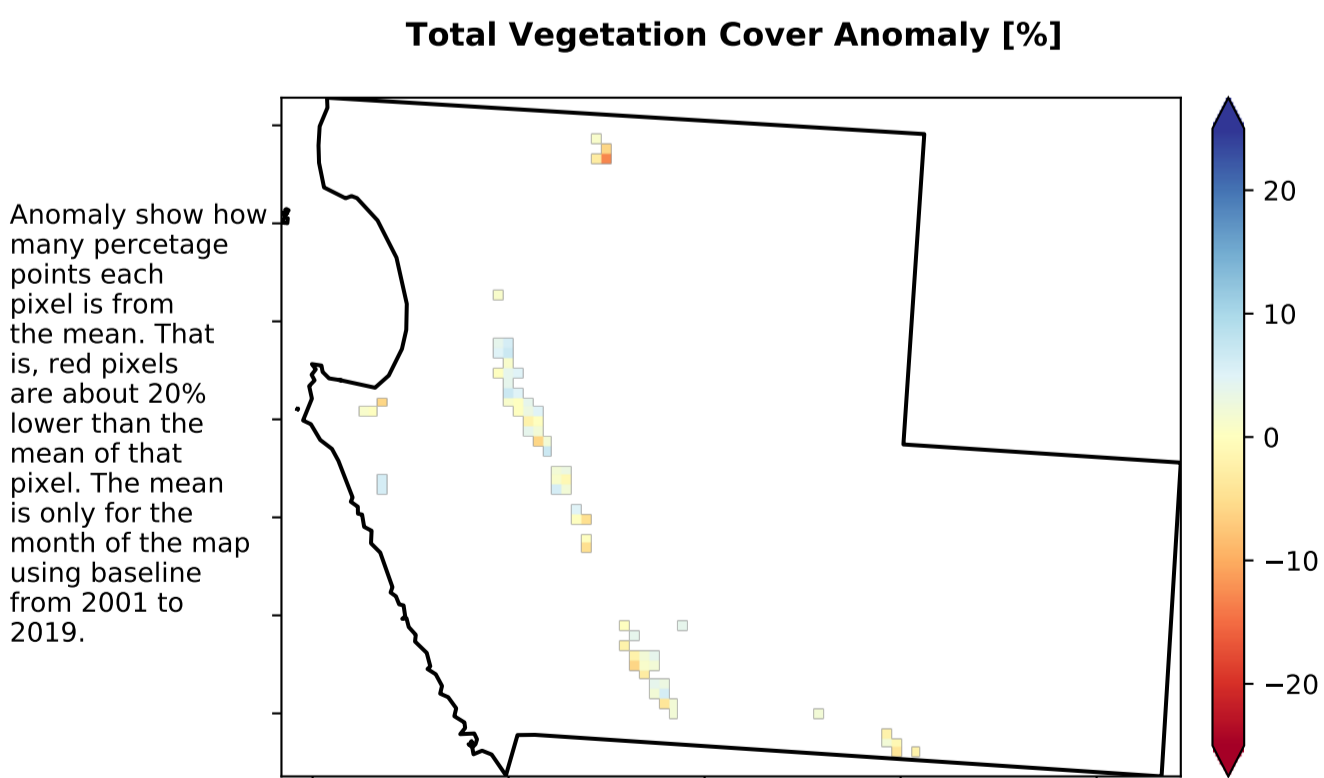 Total Vegetation Cover Anomaly [%]
Anomaly show how
many percetage
points each
pixel is from
the mean. That
is, red pixels
are about 20%
lower than the
mean of that
pixel. The mean
is only for the
month of the map
using baseline
from 2001 to
2019.
20
10
0
−10
−20